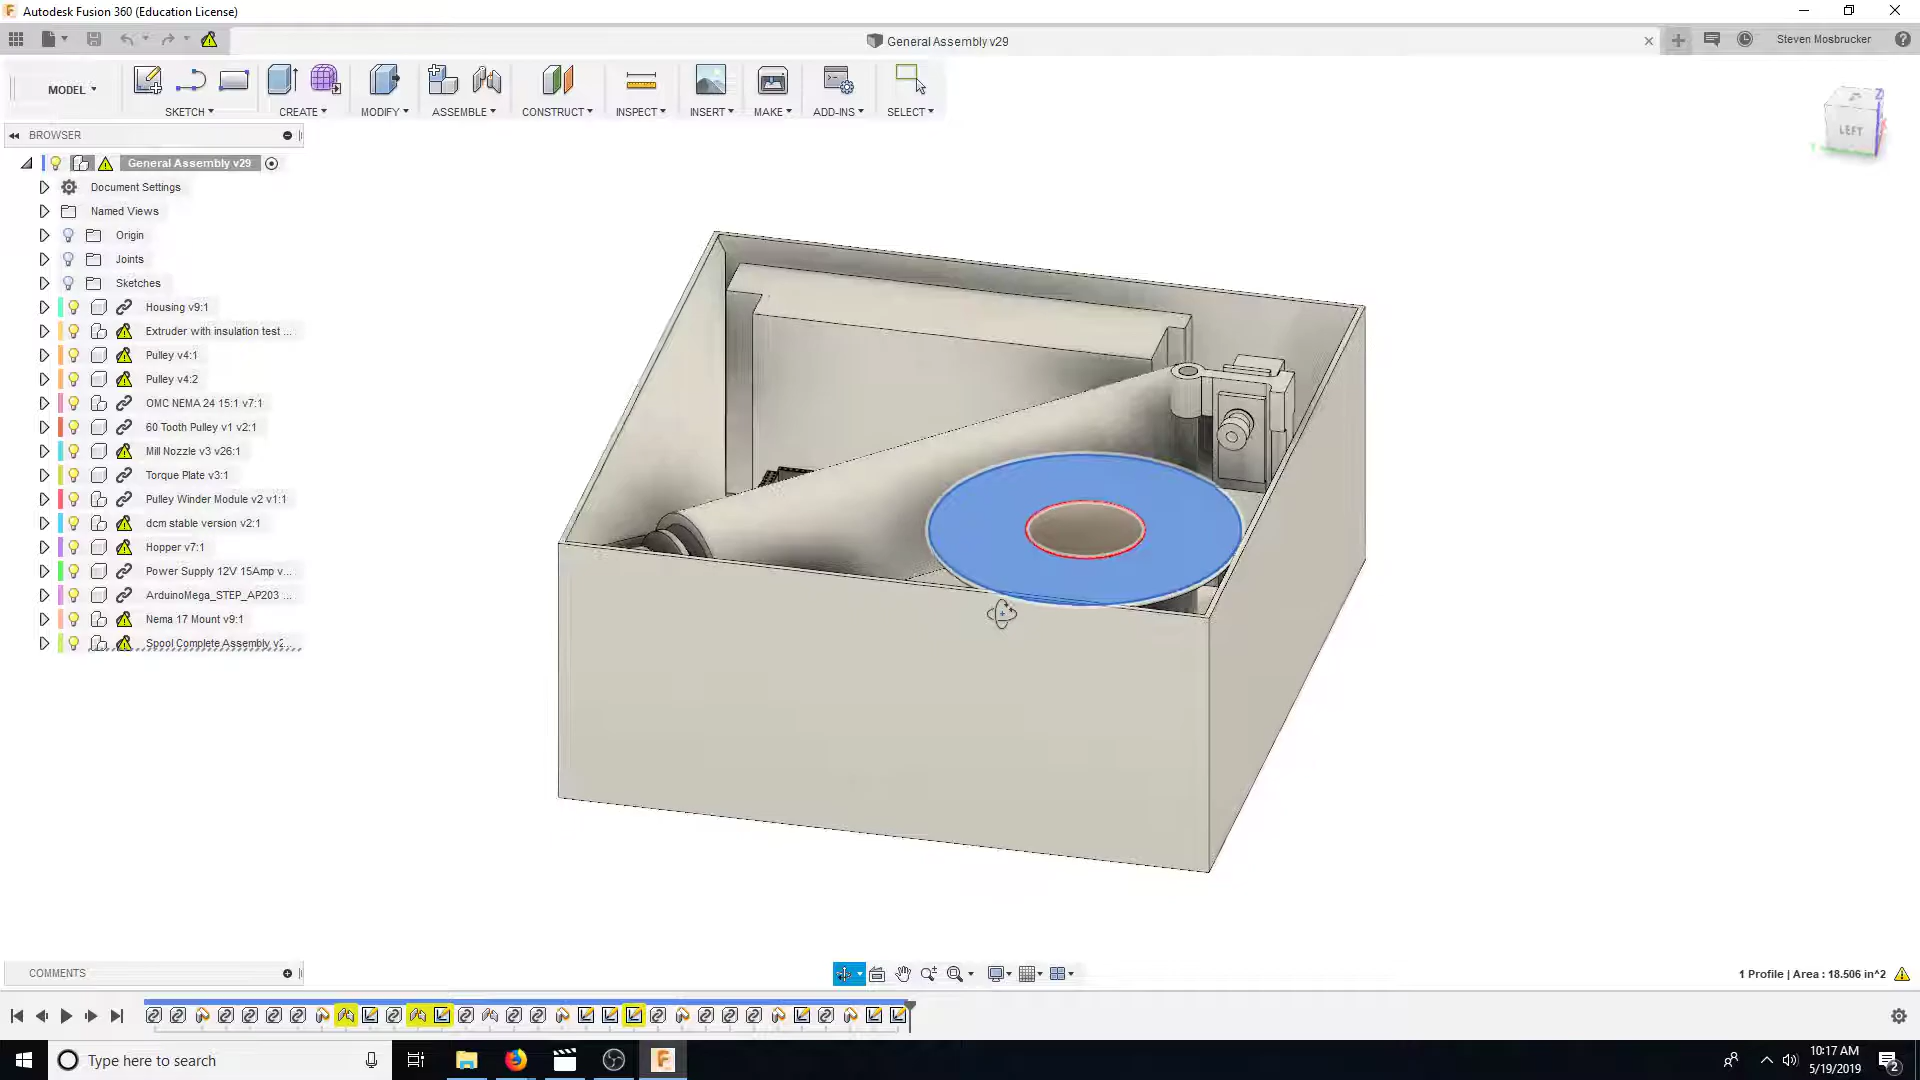 Autodesk Fusion 360 (Education License)
General Assembly v29
Steven Mosbrucker
MODEL
SKETCH
CREATE
MODIFY
ASSEMBLE
CONSTRUCT
INSPECT
INSERT
MAKE
ADD-INS
SELECT
LEFT
Z
BROWSER
General Assembly v29
Document Settings
Named Views
Origin
Joints
Sketches
Housing v9:1
Extruder with insulation test ...
Pulley v4:1
Pulley v4:2
OMC NEMA 24 15:1 v7:1
60 Tooth Pulley v1 v2:1
Mill Nozzle v3 v26:1
Torque Plate v3:1
Pulley Winder Module v2 v1:1
dcm stable version v2:1
Hopper v7:1
Power Supply 12V 15Amp v...
ArduinoMega_STEP_AP203 ...
Nema 17 Mount v9:1
Spool Complete Assembly v2...
COMMENTS
1 Profile | Area : 18.506 in^2
Type here to search
10:17 AM
5/19/2019
2